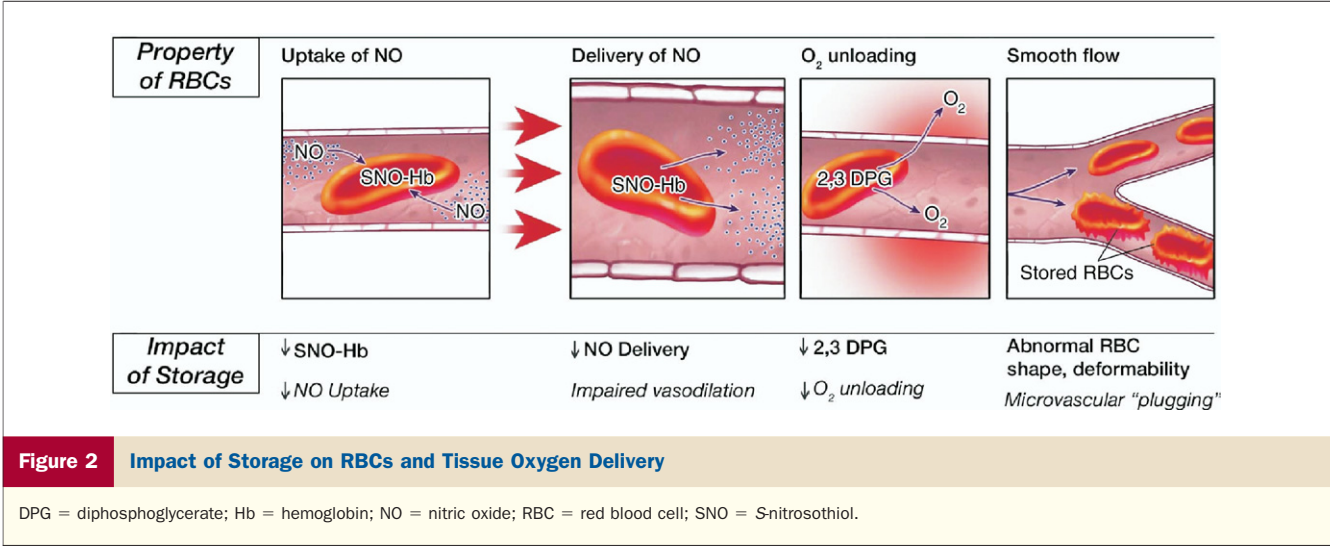 Property
of RBCs
Uptake of NO
Delivery of NO
O₂ unloading
Smooth flow
NO
SNO-Hb
NO
SNO-Hb
O₂
2,3 DPG
O₂
Stored RBCs
Impact
of Storage
↓ SNO-Hb
↓ NO Uptake
↓ NO Delivery
Impaired vasodilation
↓ 2,3 DPG
↓ O₂ unloading
Abnormal RBC
shape, deformability
Microvascular “plugging”
Figure 2 Impact of Storage on RBCs and Tissue Oxygen Delivery
DPG = diphosphoglycerate; Hb = hemoglobin; NO = nitric oxide; RBC = red blood cell; SNO = S-nitrosothiol.